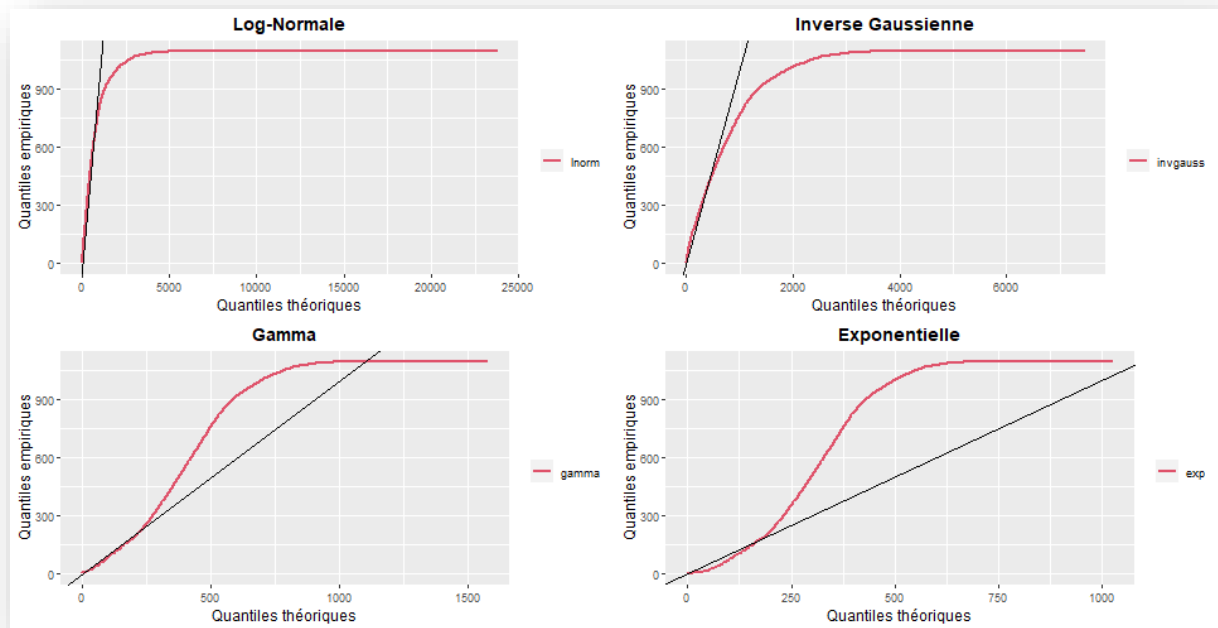 Log-Normale
Quantiles empiriques
900
600
300
0
0 5000 10000 15000 20000 25000
Quantiles théoriques
lnorm
Inverse Gaussienne
Quantiles empiriques
900
600
300
0
0 2000 4000 6000
Quantiles théoriques
invgauss
Gamma
Quantiles empiriques
900
600
300
0
0 500 1000 1500
Quantiles théoriques
gamma
Exponentielle
Quantiles empiriques
900
600
300
0
0 250 500 750 1000
Quantiles théoriques
exp